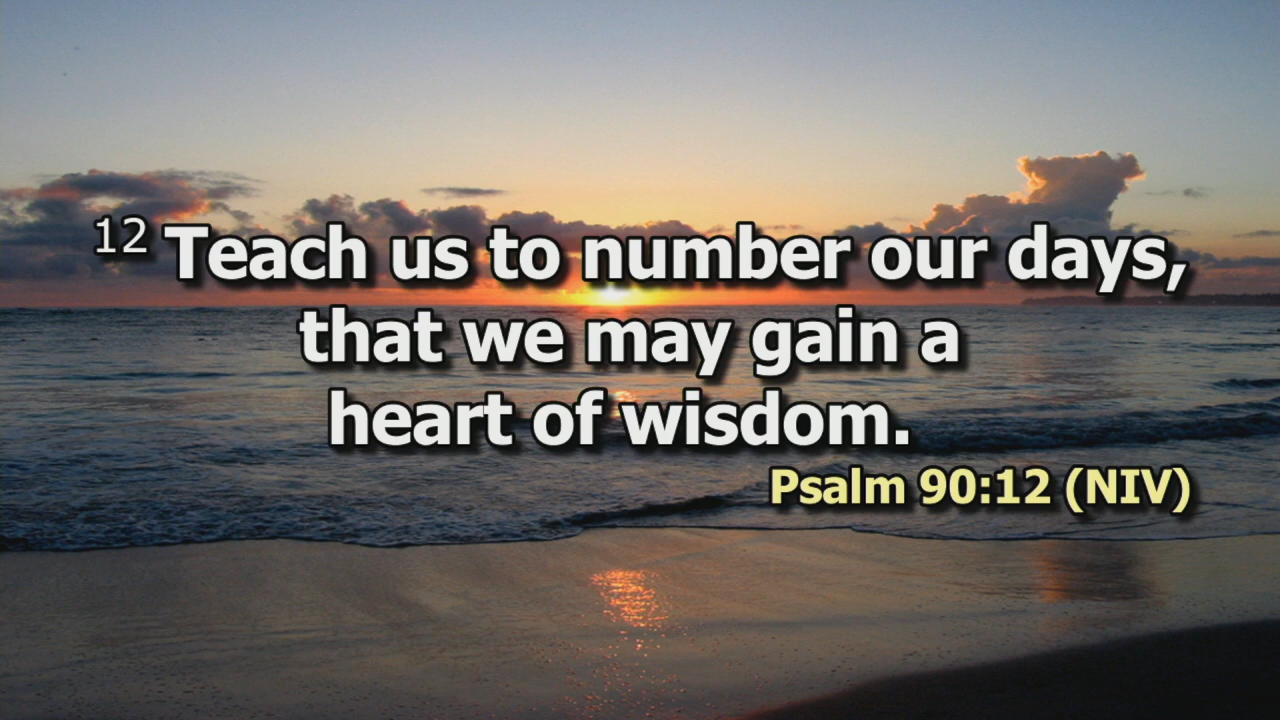 12 Teach us to number our days,
that we may gain a
heart of wisdom.
Psalm 90:12 (NIV)